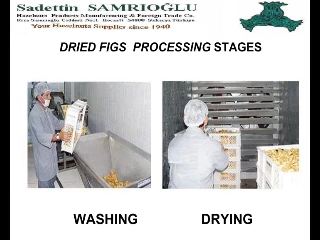 Sadettin SAMRIOĞLU
Hazelnuts Products Manufacturing & Foreign Trade Co.
Your Hazelnuts Supplier since 1940
DRIED FIGS PROCESSING STAGES
WASHING
DRYING